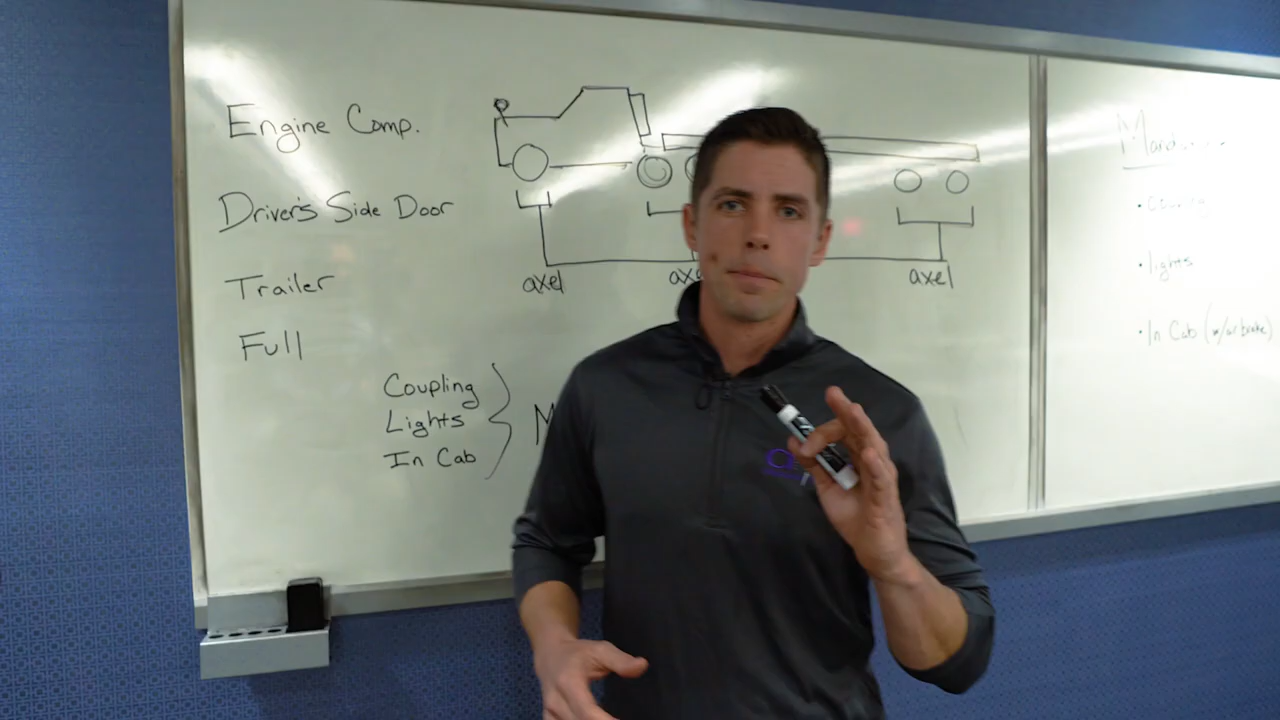 Engine Comp.
Driver's Side Door
Trailer
Full
Coupling
Lights
In Cab
axel
axel
lights
In Cab (w/air brake)